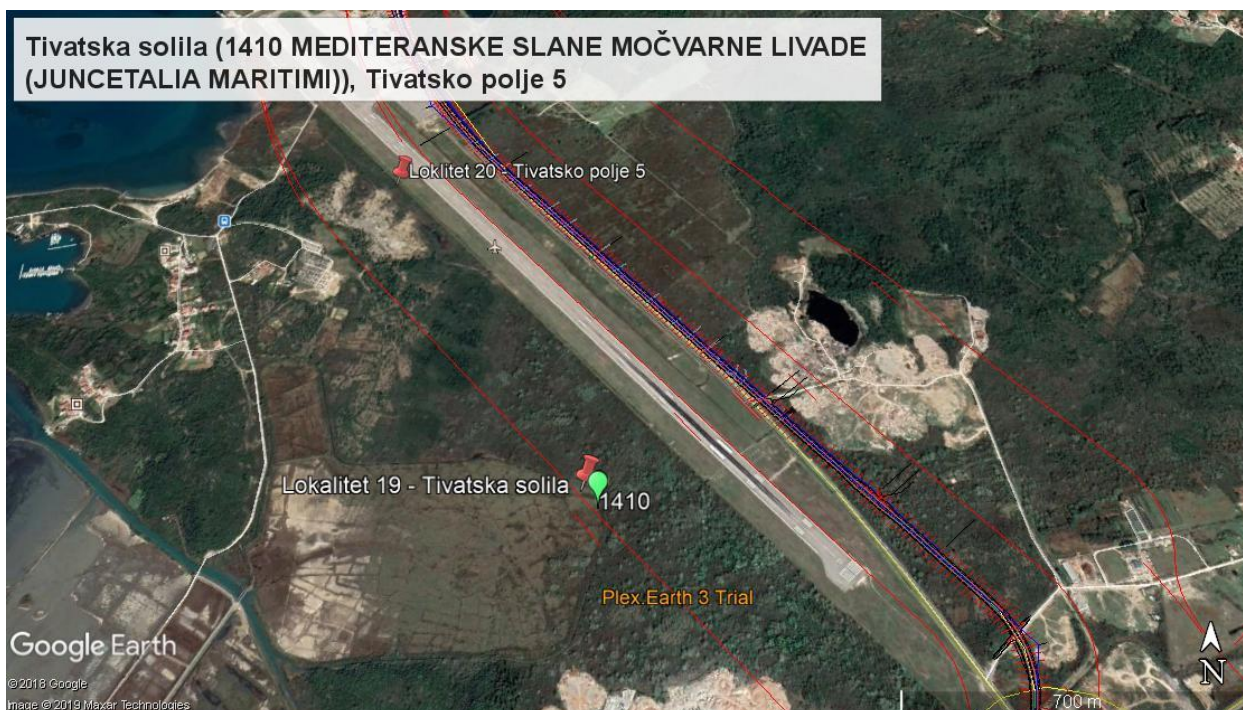 Tivatska solila (1410 MEDITERANSKE SLANE MOČVARNE LIVADE
(JUNCETALIA MARITIMI)), Tivatsko polje 5
Loklitet 20 - Tivatsko polje 5
Lokalitet 19 - Tivatska solila
1410
Plex.Earth 3 Trial
Google Earth
©2018 Google
Image © 2019 Maxar Technologies
N
700 m